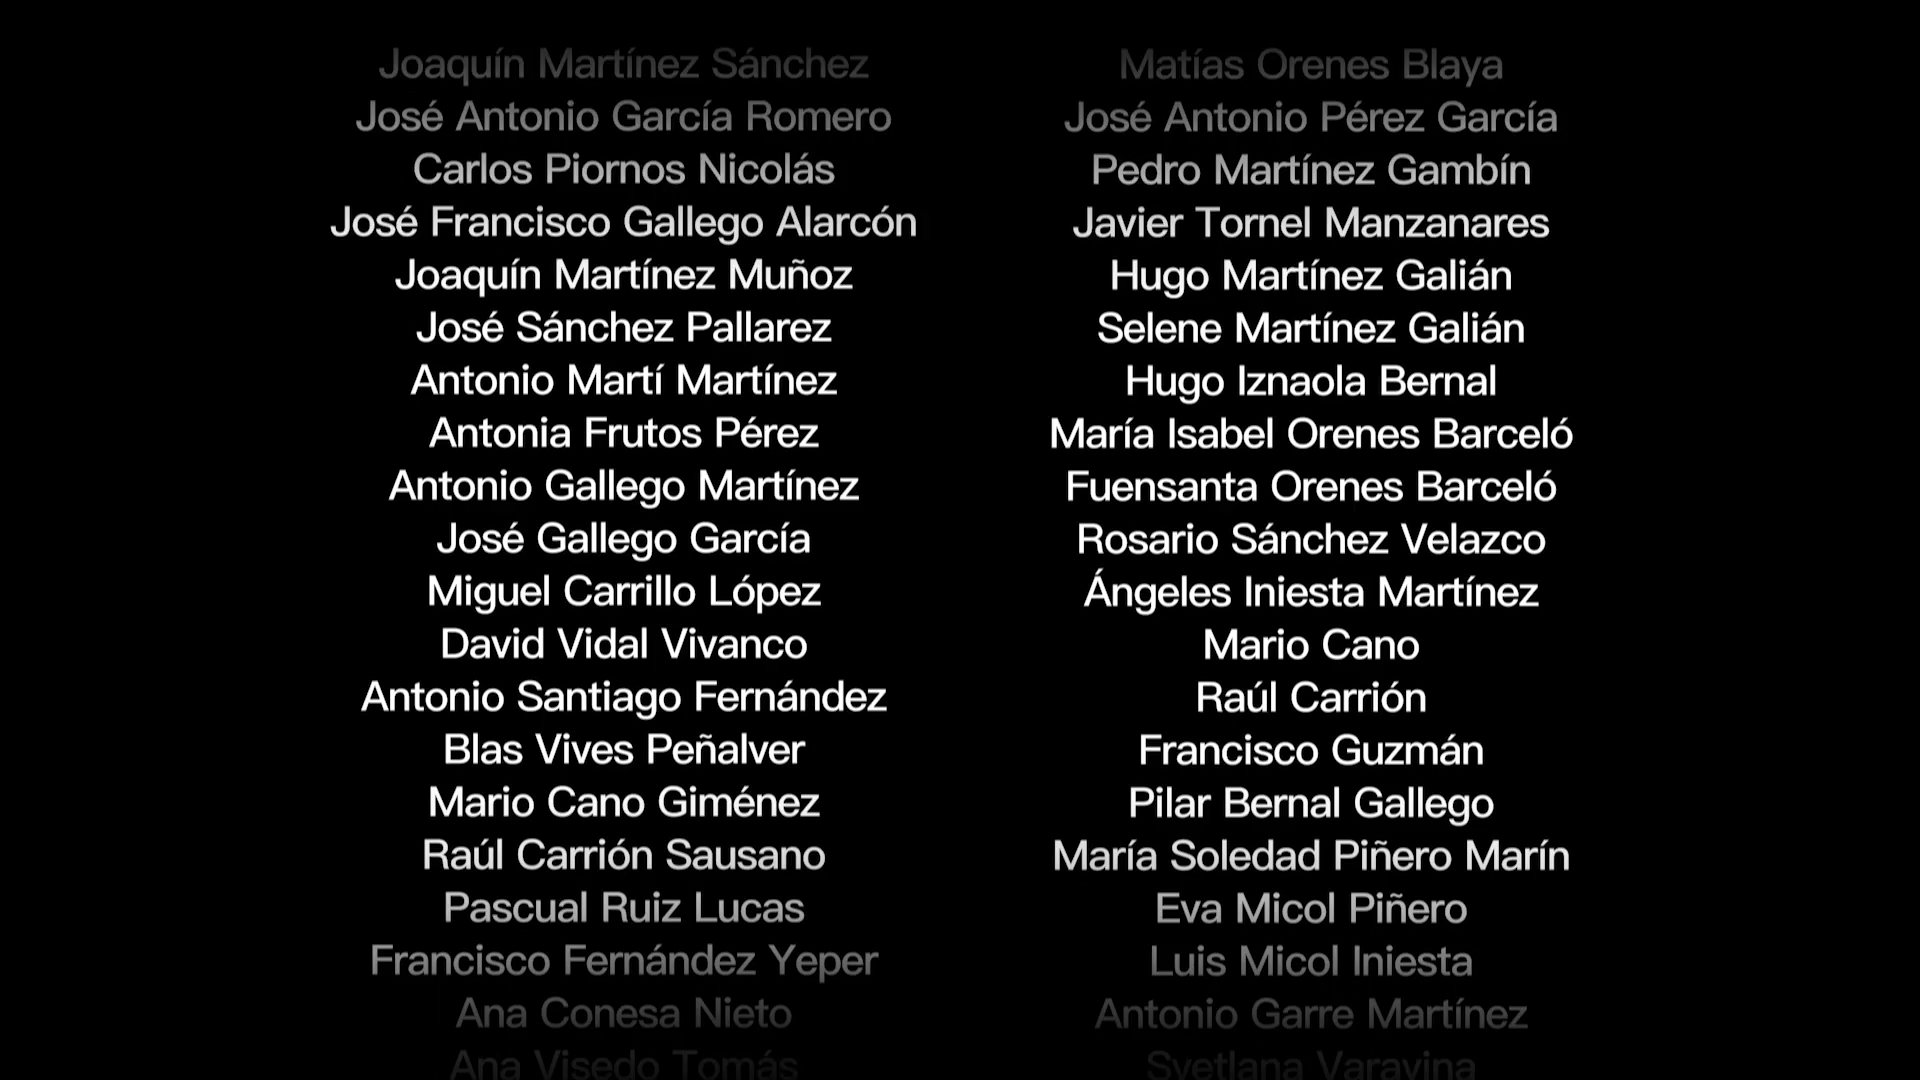 Joaquín Martínez Sánchez
José Antonio García Romero
Carlos Piornos Nicolás
José Francisco Gallego Alarcón
Joaquín Martínez Muñoz
José Sánchez Pallarez
Antonio Martí Martínez
Antonia Frutos Pérez
Antonio Gallego Martínez
José Gallego García
Miguel Carrillo López
David Vidal Vivanco
Antonio Santiago Fernández
Blas Vives Peñalver
Mario Cano Giménez
Raúl Carrión Sausano
Pascual Ruiz Lucas
Francisco Fernández Yeper
Ana Conesa Nieto
Ana Visedo Tomás
Matías Orenes Blaya
José Antonio Pérez García
Pedro Martínez Gambín
Javier Tornel Manzanares
Hugo Martínez Galián
Selene Martínez Galián
Hugo Iznaola Bernal
María Isabel Orenes Barceló
Fuensanta Orenes Barceló
Rosario Sánchez Velazco
Ángeles Iniesta Martínez
Mario Cano
Raúl Carrión
Francisco Guzmán
Pilar Bernal Gallego
María Soledad Piñero Marín
Eva Micol Piñero
Luis Micol Iniesta
Antonio Garre Martínez
Svetlana Varavina